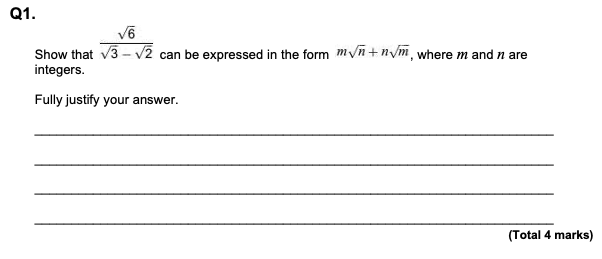 Q1.
Show that √6/(√3 – √2) can be expressed in the form m√n + n√m, where m and n are
integers.
Fully justify your answer.
(Total 4 marks)